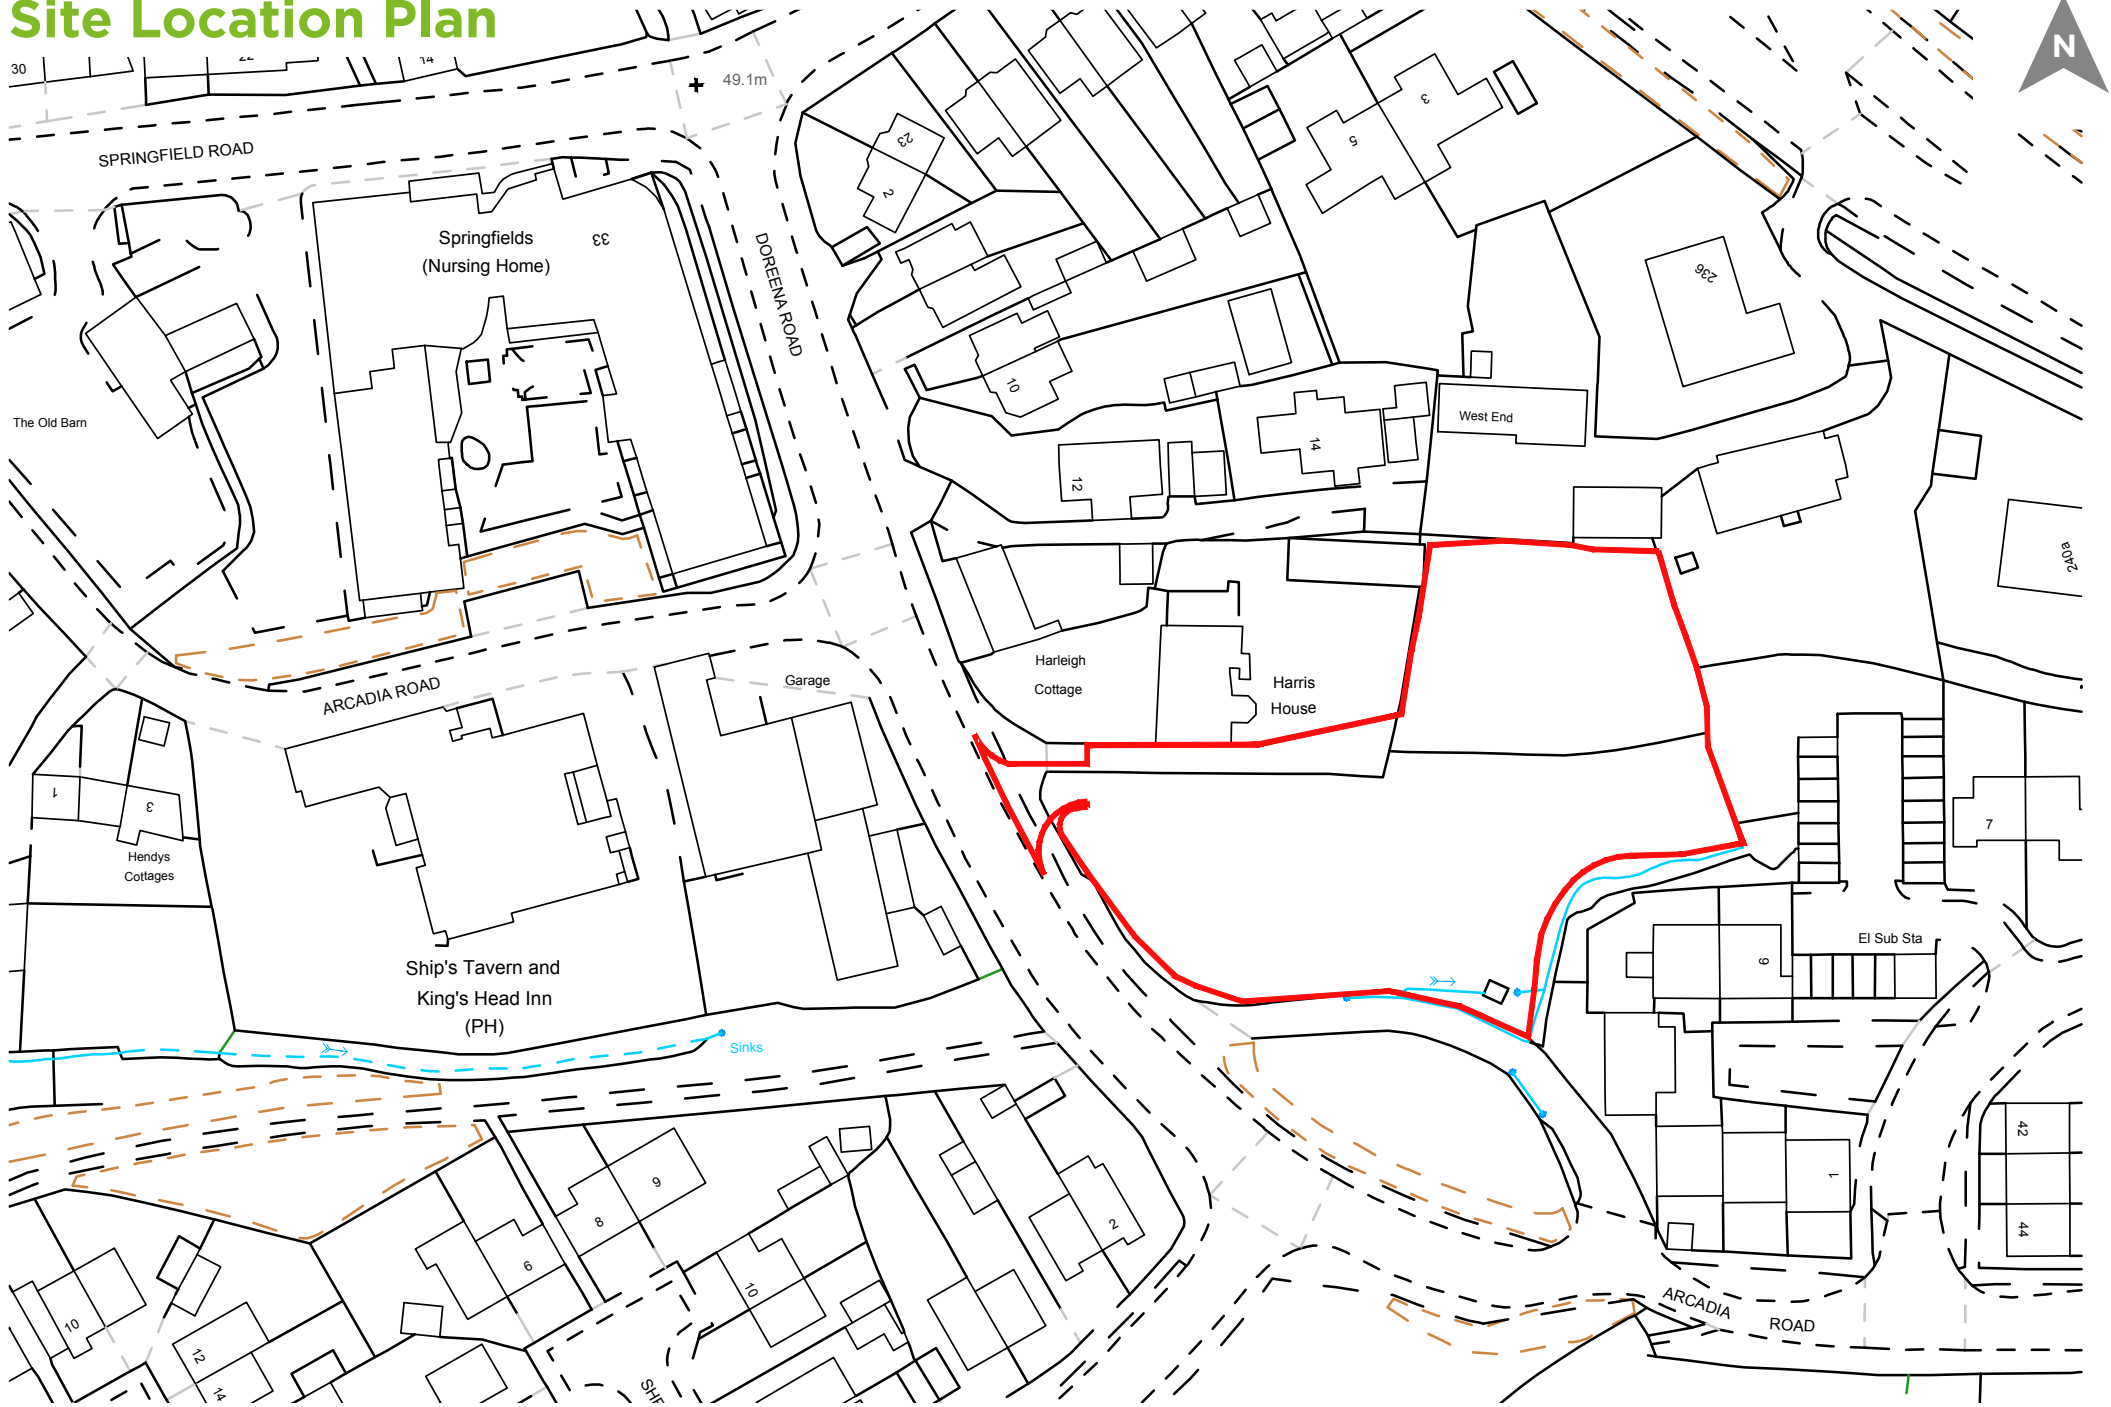 Site Location Plan
N
30
22
14
49.1m
SPRINGFIELD ROAD
23
2
3
5
Springfields
(Nursing Home)
33
DOREENA ROAD
236
10
The Old Barn
West End
14
12
240a
Harleigh
Cottage
Harris
House
Garage
ARCADIA ROAD
1
3
7
Hendys
Cottages
El Sub Sta
9
Ship's Tavern and
King's Head Inn
(PH)
Sinks
42
1
9
8
2
44
6
10
10
12
14
ARCADIA
ROAD